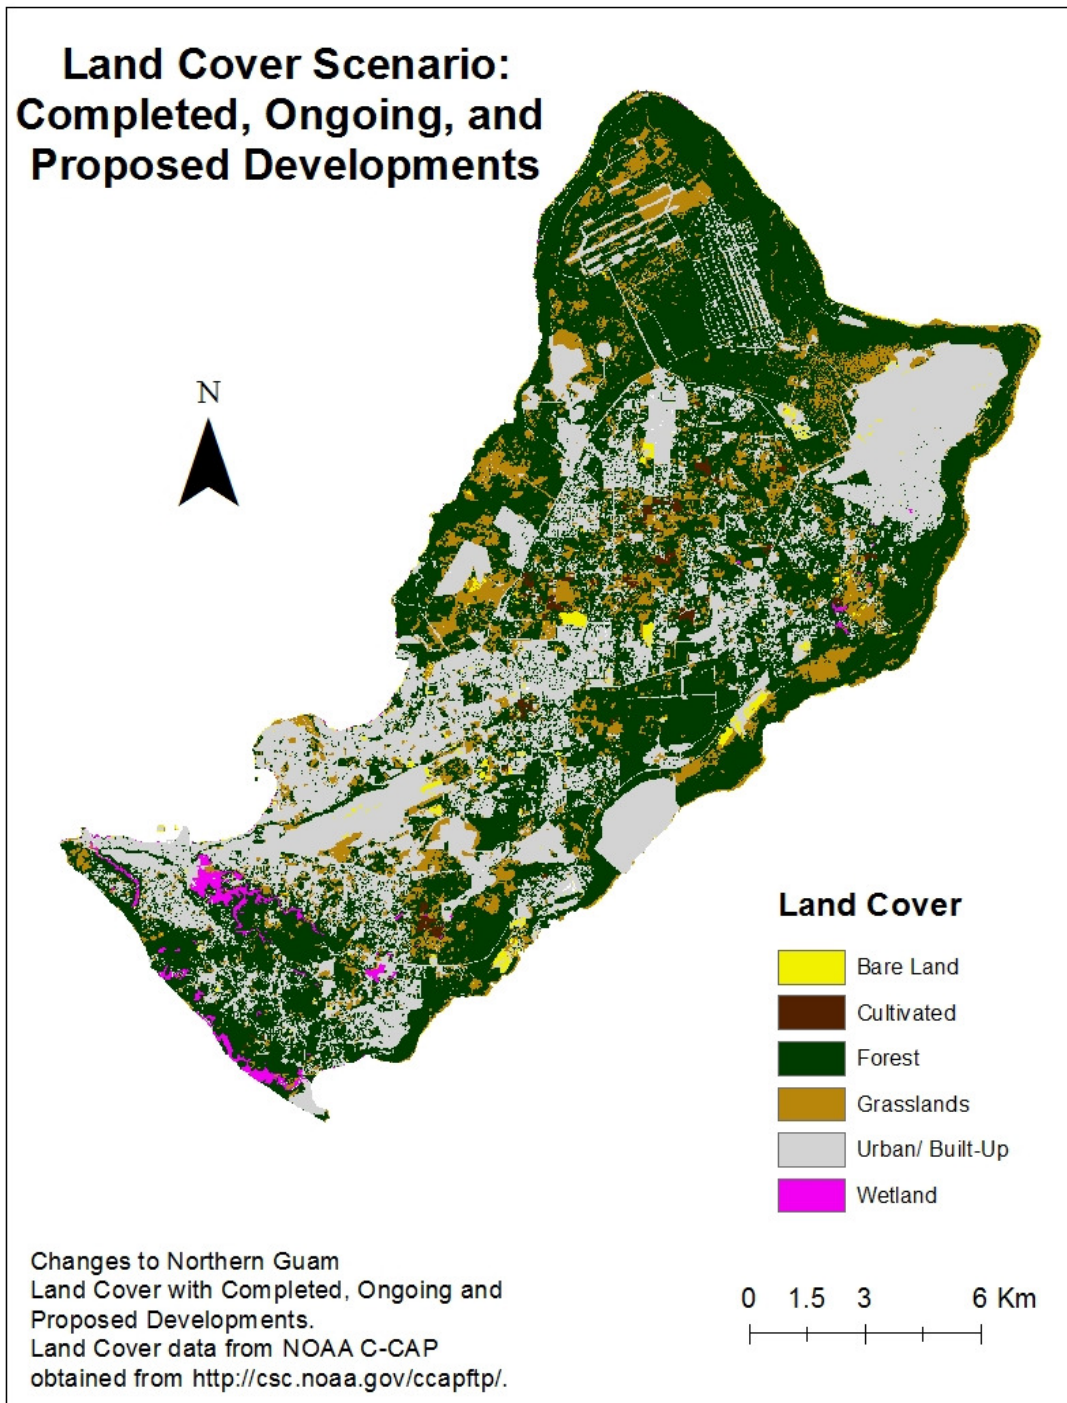 Land Cover Scenario:
Completed, Ongoing, and
Proposed Developments
N
Land Cover
Bare Land
Cultivated
Forest
Grasslands
Urban/ Built-Up
Wetland
Changes to Northern Guam
Land Cover with Completed, Ongoing and
Proposed Developments.
Land Cover data from NOAA C-CAP
obtained from http://csc.noaa.gov/ccapftp/.
0 1.5 3 6 Km